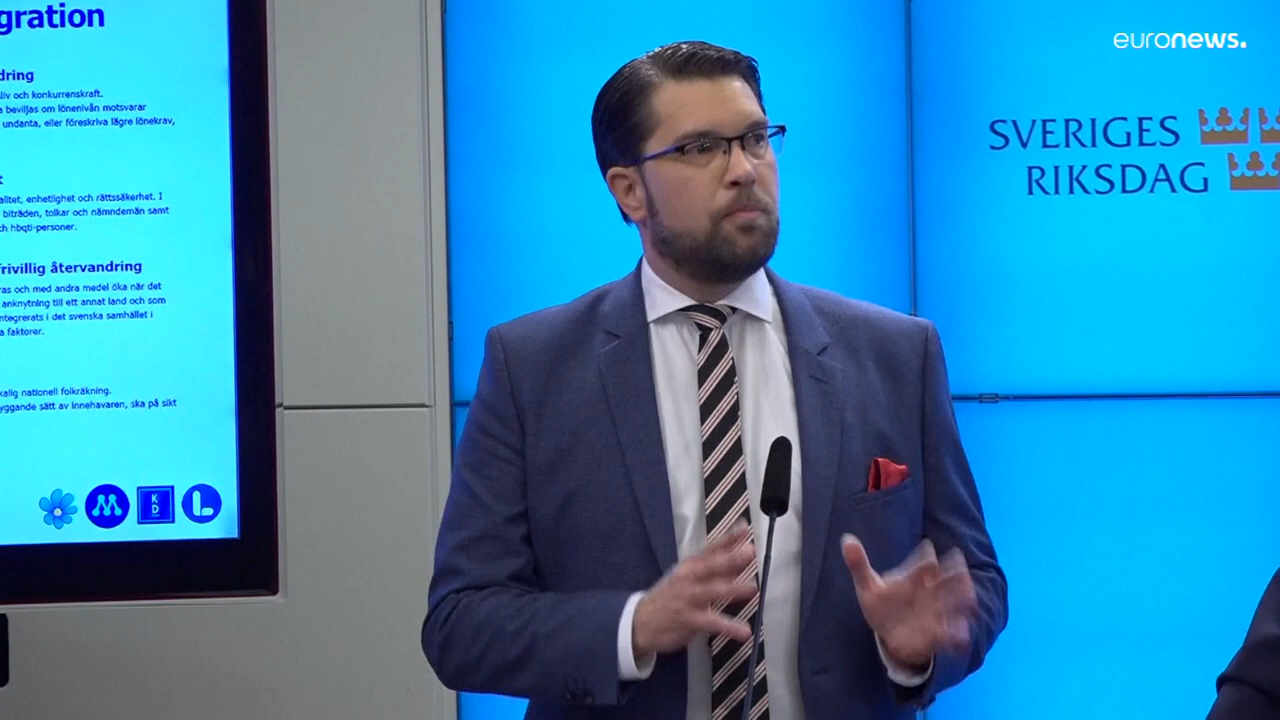 gration
dring
liv och konkurrenskraft.
a beviljas om lönenivån motsvarar
undanta, eller föreskriva lägre lönekrav,
t
alitet, enhetlighet och rättssäkerhet. I
biträden, tolkar och nämndemän samt
ch hbqti-personer.
frivillig återvandring
ras och med andra medel öka när det
anknytning till ett annat land och som
ntegrerats i det svenska samhället i
a faktorer.
kalig nationell folkräkning.
yggande sätt av innehavaren, ska på sikt
M
K
D
L
euronews.
SVERIGES
RIKSDAG